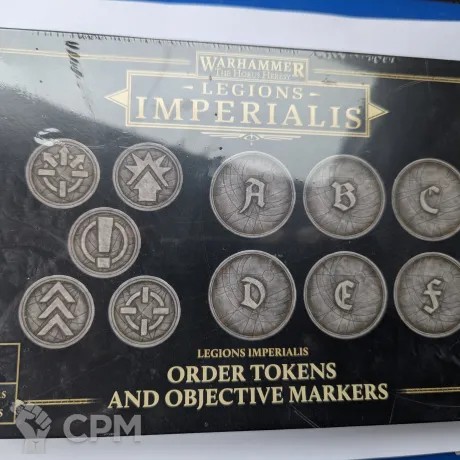 WARHAMMER
THE HORUS HERESY
LEGIONS
IMPERIALIS
A B C
!
D E F
LEGIONS IMPERIALIS
ORDER TOKENS
AND OBJECTIVE MARKERS
CPM